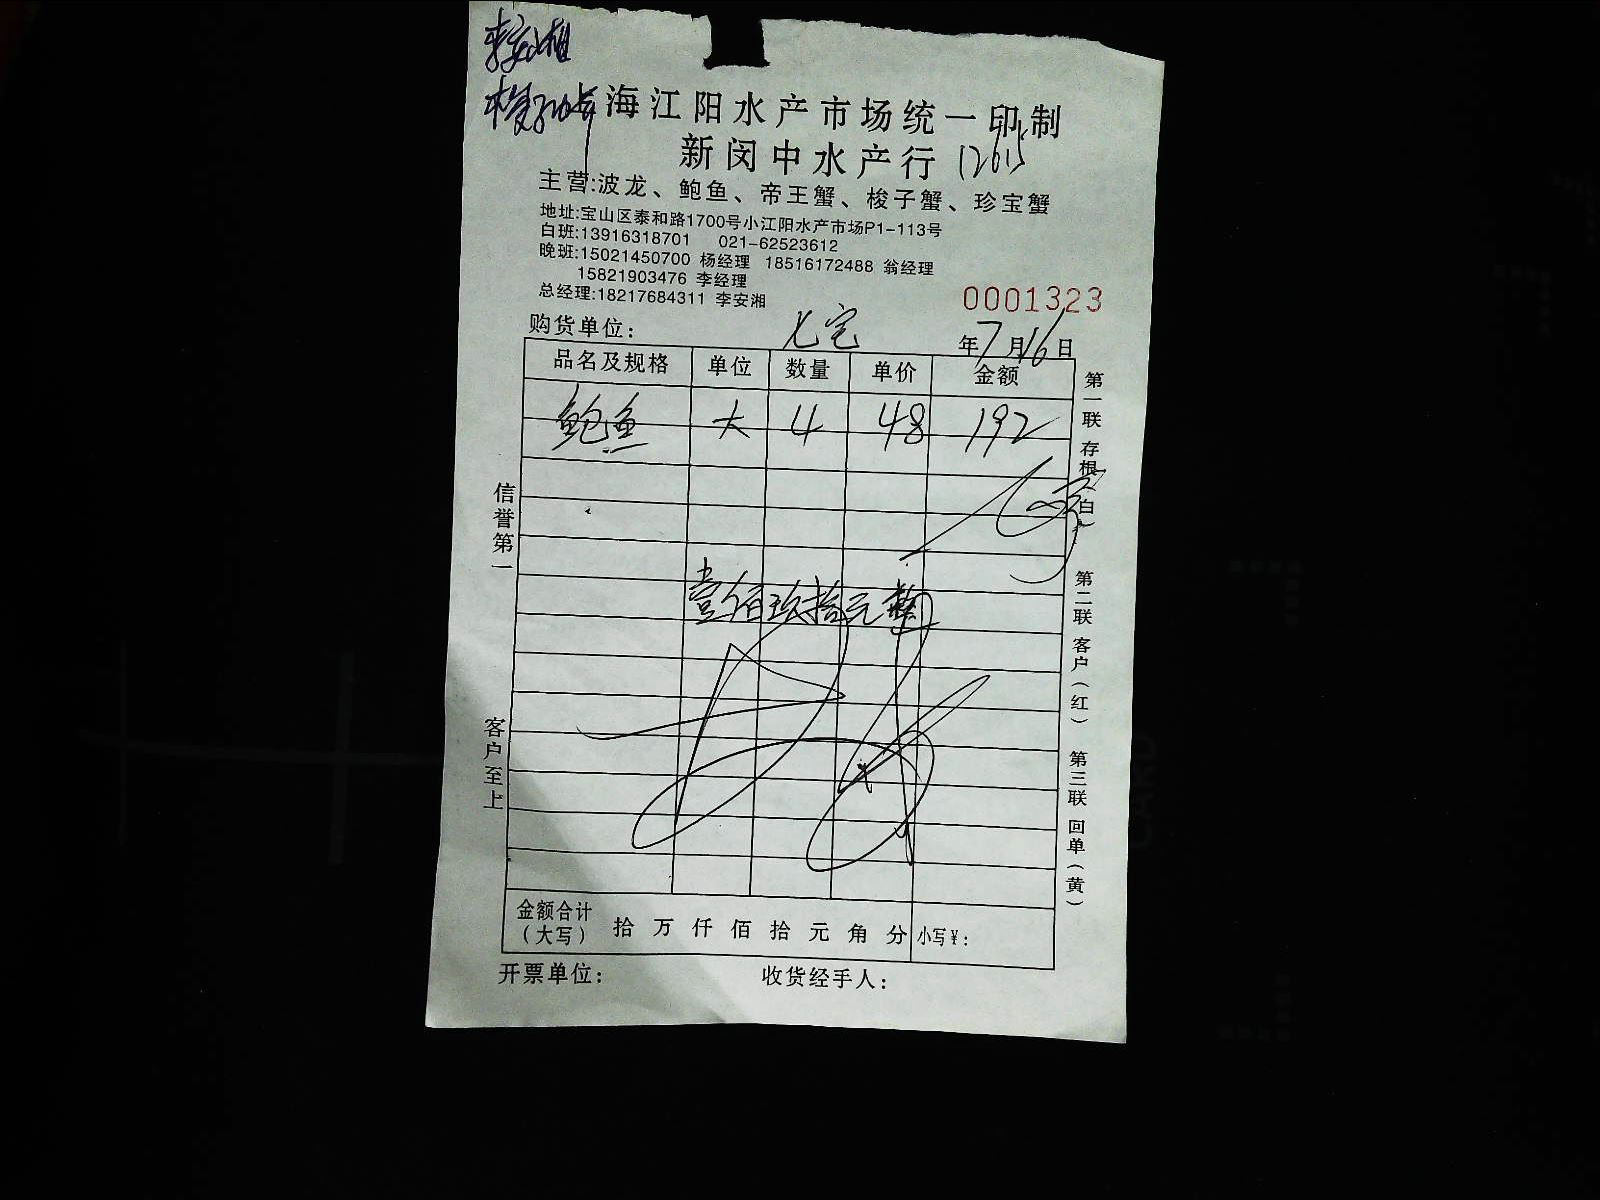 上海江阳水产市场统一印制
新闵中水产行 12615
主营:波龙、鲍鱼、帝王蟹、梭子蟹、珍宝蟹
地址:宝山区泰和路1700号小江阳水产市场P1-113号
白班:13916318701 021-62523612
晚班:15021450700 杨经理 18516172488 翁经理
15821903476 李经理
总经理:18217684311 李安湘
0001323
购货单位: 七宝 年7月16日
品名及规格 单位 数量 单价 金额
鲍鱼 大 4 48 192
壹佰玖拾元整
金额合计(大写) 拾 万 仟 佰 拾 元 角 分 小写¥:
开票单位: 收货经手人:
信誉第一
客户至上
第一联 存根(白)
第二联 客户(红)
第三联 回单(黄)